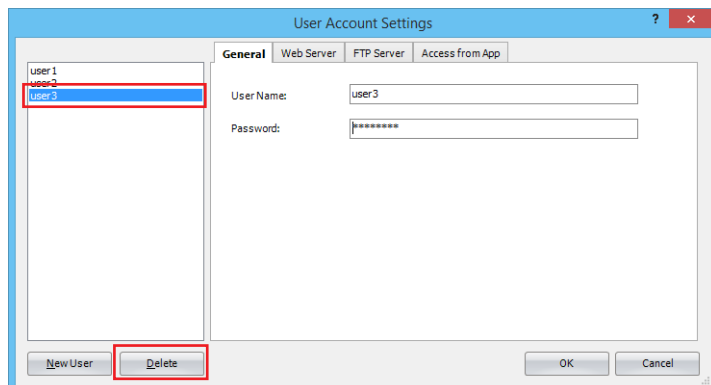 User Account Settings
?
General Web Server FTP Server Access from App
user1
user2
user3
User Name: user3
Password: ********
New User Delete OK Cancel